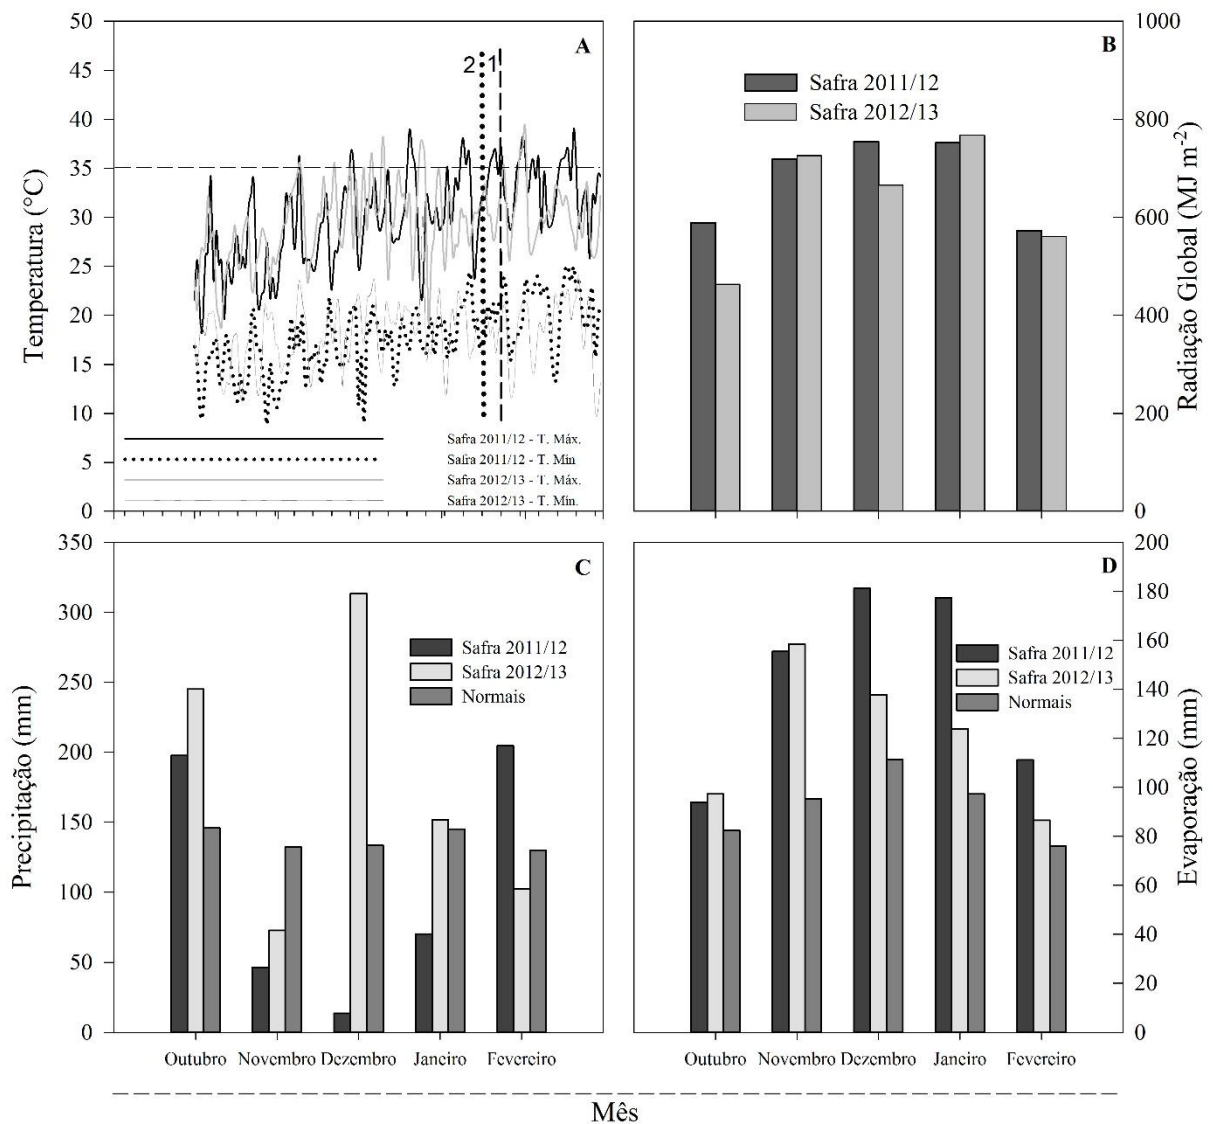 A
50
45
40
35
30
25
20
15
10
5
0
Temperatura (°C)
2 1
Safra 2011/12 - T. Máx.
Safra 2011/12 - T. Mín
Safra 2012/13 - T. Máx.
Safra 2012/13 - T. Mín.
B
Safra 2011/12
Safra 2012/13
1000
800
600
400
200
0
Radiação Global (MJ m-2)
C
350
300
250
200
150
100
50
0
Precipitação (mm)
Safra 2011/12
Safra 2012/13
Normais
Outubro Novembro Dezembro Janeiro Fevereiro
D
Safra 2011/12
Safra 2012/13
Normais
200
180
160
140
120
100
80
60
40
20
0
Evaporação (mm)
Outubro Novembro Dezembro Janeiro Fevereiro
Mês